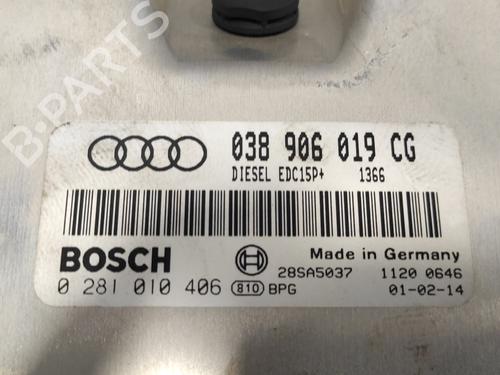 B-PARTS
038 906 019 CG
DIESEL EDC15P+ 1366
BOSCH
Made in Germany
28SA5037 1120 0646
0 281 010 406 810 BPG 01-02-14